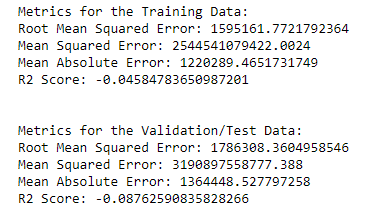 Metrics for the Training Data:
Root Mean Squared Error: 1595161.7721792364
Mean Squared Error: 2544541079422.0024
Mean Absolute Error: 1220289.4651731749
R2 Score: -0.04584783650987201
Metrics for the Validation/Test Data:
Root Mean Squared Error: 1786308.3604958546
Mean Squared Error: 3190897558777.388
Mean Absolute Error: 1364448.527797258
R2 Score: -0.08762590835828266